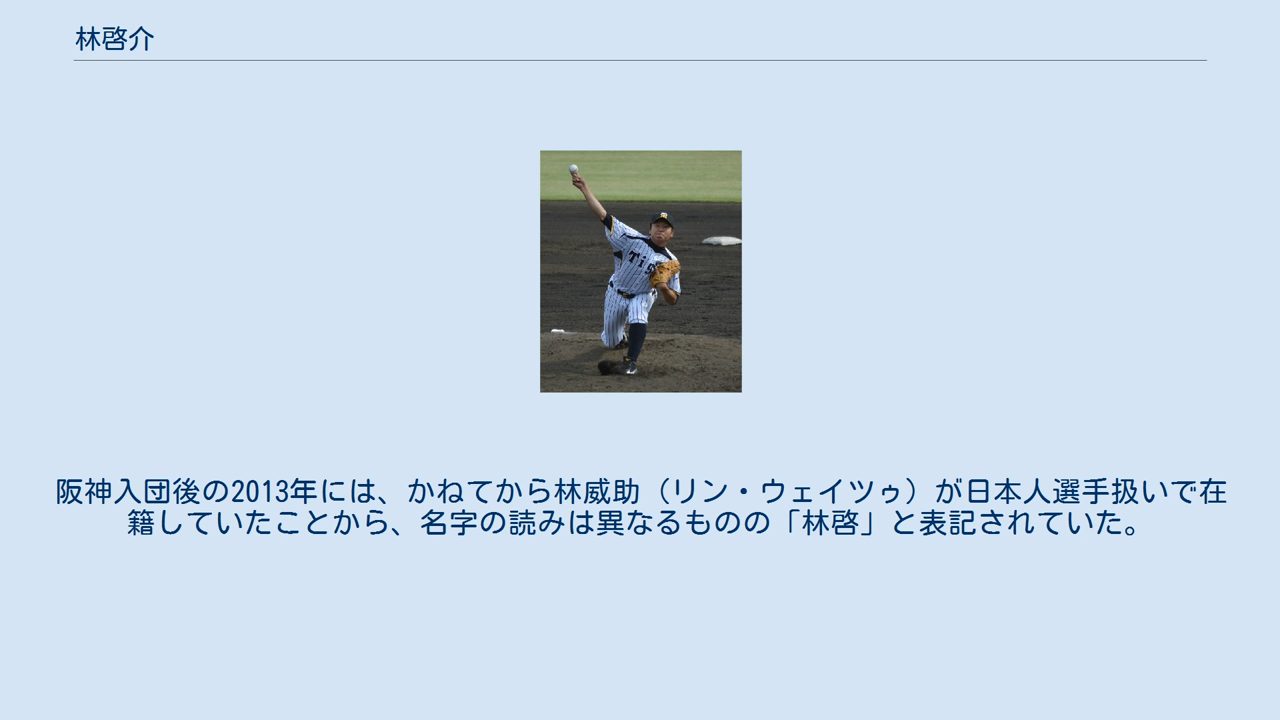 林啓介
Tig
阪神入団後の2013年には、かねてから林威助（リン・ウェイツゥ）が日本人選手扱いで在
籍していたことから、名字の読みは異なるものの「林啓」と表記されていた。